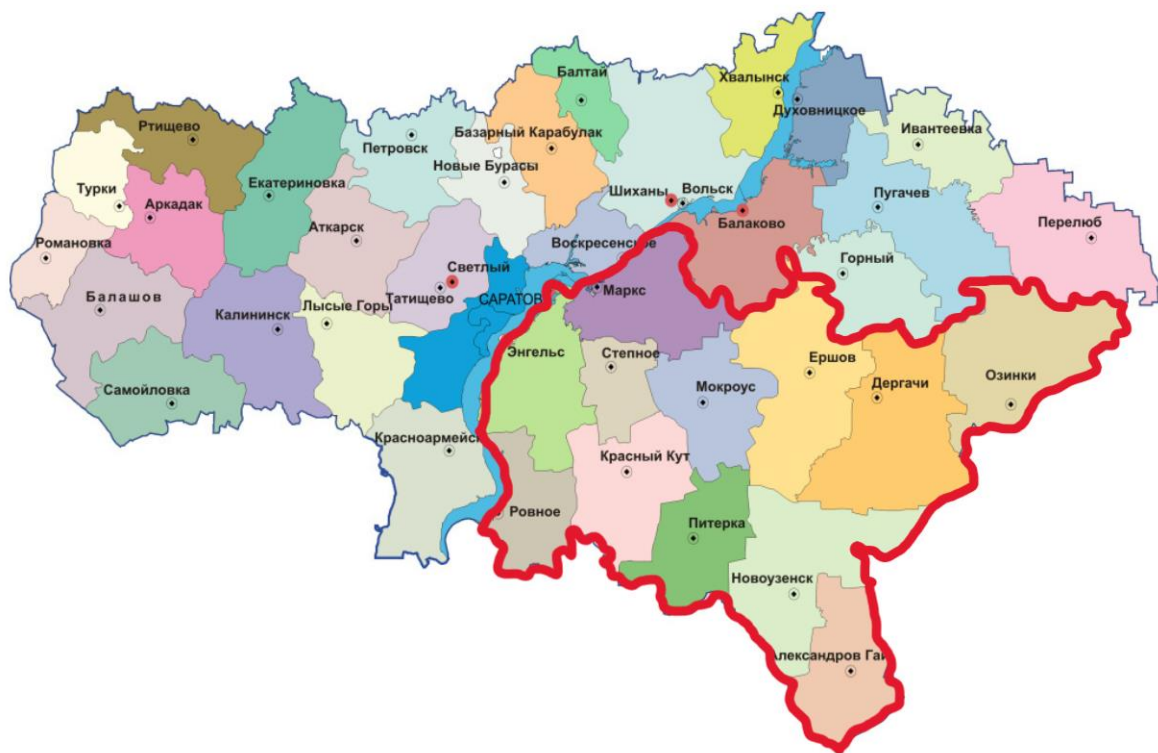 Балтай
Хвалынск
Духовницкое
Ртищево
Петровск
Базарный Карабулак
Ивантеевка
Новые Бурасы
Турки
Екатериновка
Шиханы
Вольск
Пугачев
Аркадак
Балаково
Перелюб
Аткарск
Романовка
Воскресенское
Светлый
Горный
Татищево
САРАТОВ
Маркс
Балашов
Лысые Горы
Калининск
Энгельс
Степное
Ершов
Мокроус
Дергачи
Озинки
Самойловка
Красноармейск
Красный Кут
Ровное
Питерка
Новоузенск
Александров Гай